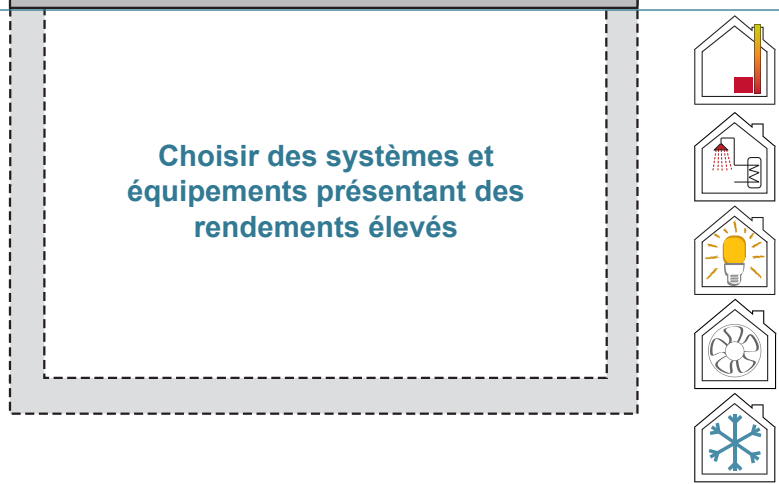 Choisir des systèmes et
équipements présentant des
rendements élevés